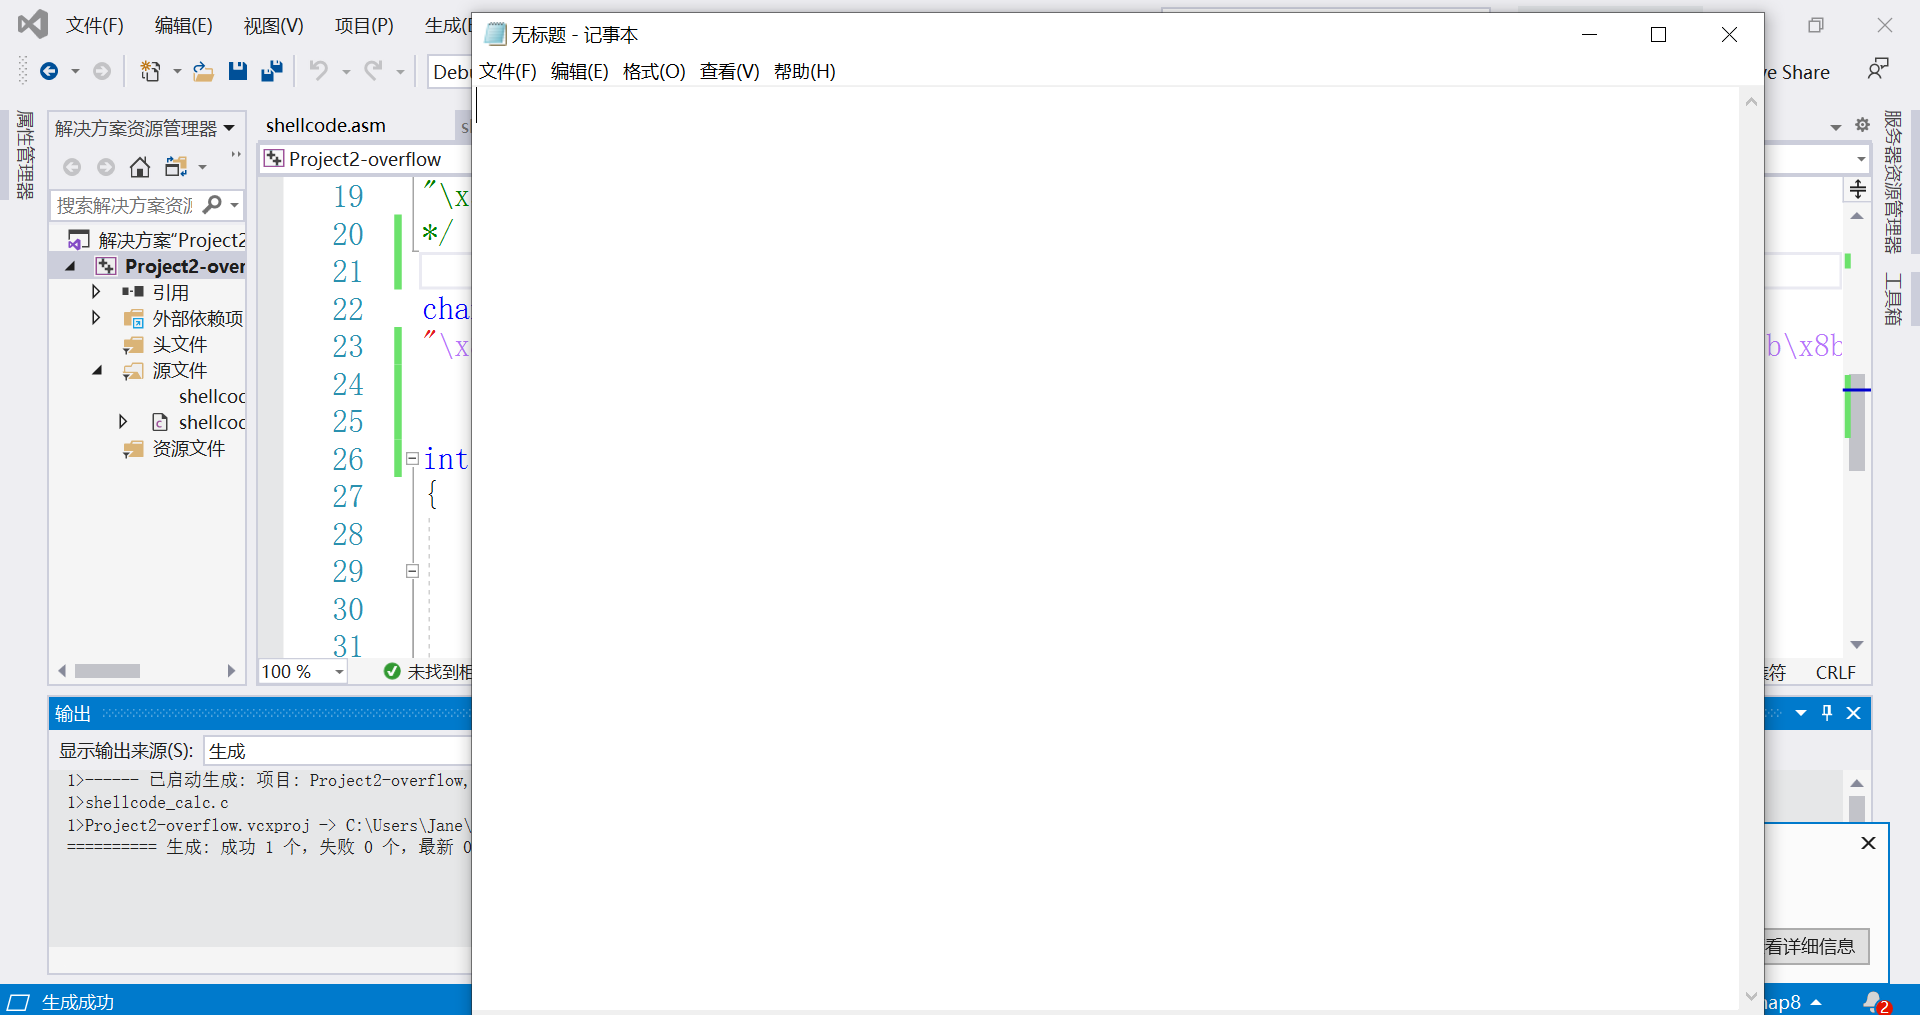 文件(F) 编辑(E) 视图(V) 项目(P) 生成(
无标题 - 记事本
文件(F) 编辑(E) 格式(O) 查看(V) 帮助(H)
Debu
ve Share
属性管理器
解决方案资源管理器
搜索解决方案资源
解决方案"Project2
Project2-over
引用
外部依赖项
头文件
源文件
shellcod
shellcod
资源文件
shellcode.asm
Project2-overflow
19 "\x
20 */
21
22 char
23 "\x
b\x8b
24
25
26 int
27 {
28
29
30
31
100 %
未找到相
符 CRLF
服务器资源管理器
工具箱
输出
显示输出来源(S): 生成
1>------ 已启动生成: 项目: Project2-overflow,
1>shellcode_calc.c
1>Project2-overflow.vcxproj -> C:\Users\Jane\
========== 生成: 成功 1 个，失败 0 个，最新 0
看详细信息
生成成功
nap8
2